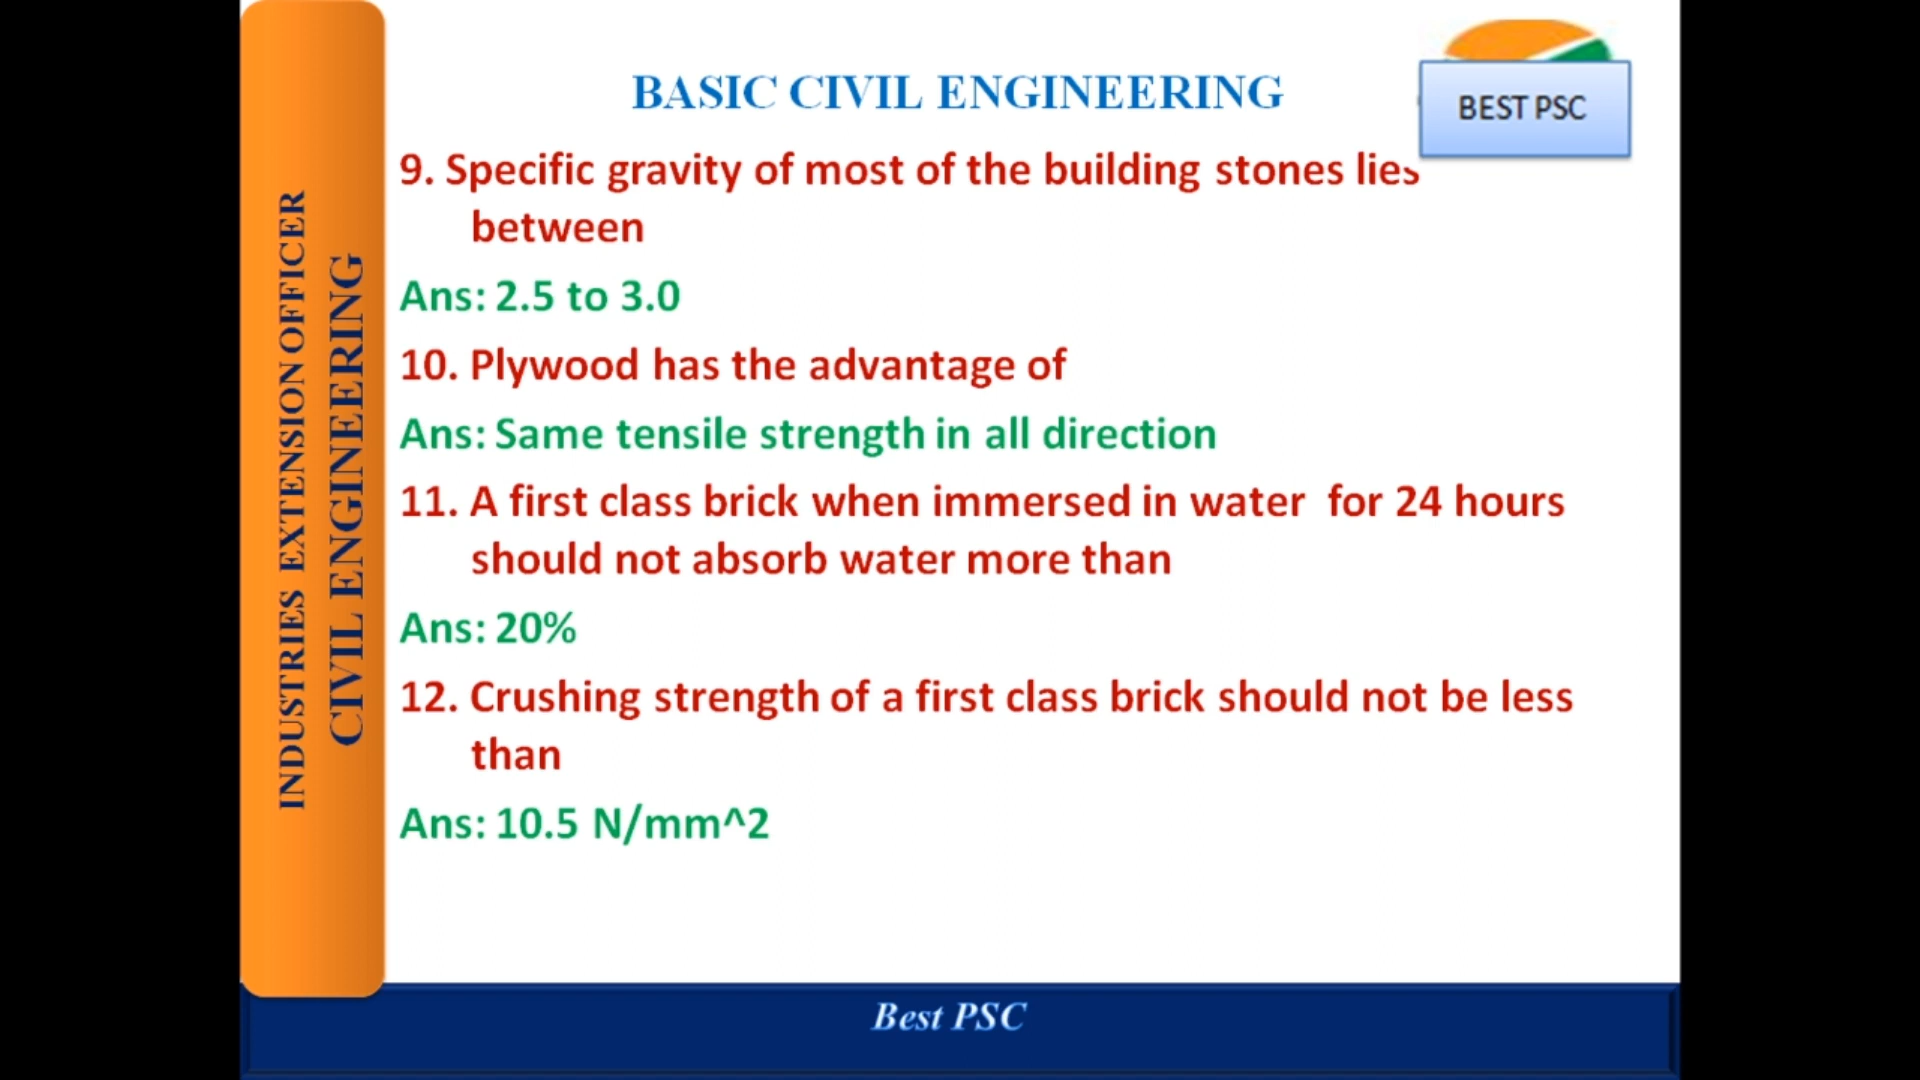 BASIC CIVIL ENGINEERING
BEST PSC
INDUSTRIES EXTENSION OFFICER
CIVIL ENGINEERING
9. Specific gravity of most of the building stones lies
between
Ans: 2.5 to 3.0
10. Plywood has the advantage of
Ans: Same tensile strength in all direction
11. A first class brick when immersed in water for 24 hours
should not absorb water more than
Ans: 20%
12. Crushing strength of a first class brick should not be less
than
Ans: 10.5 N/mm^2
Best PSC